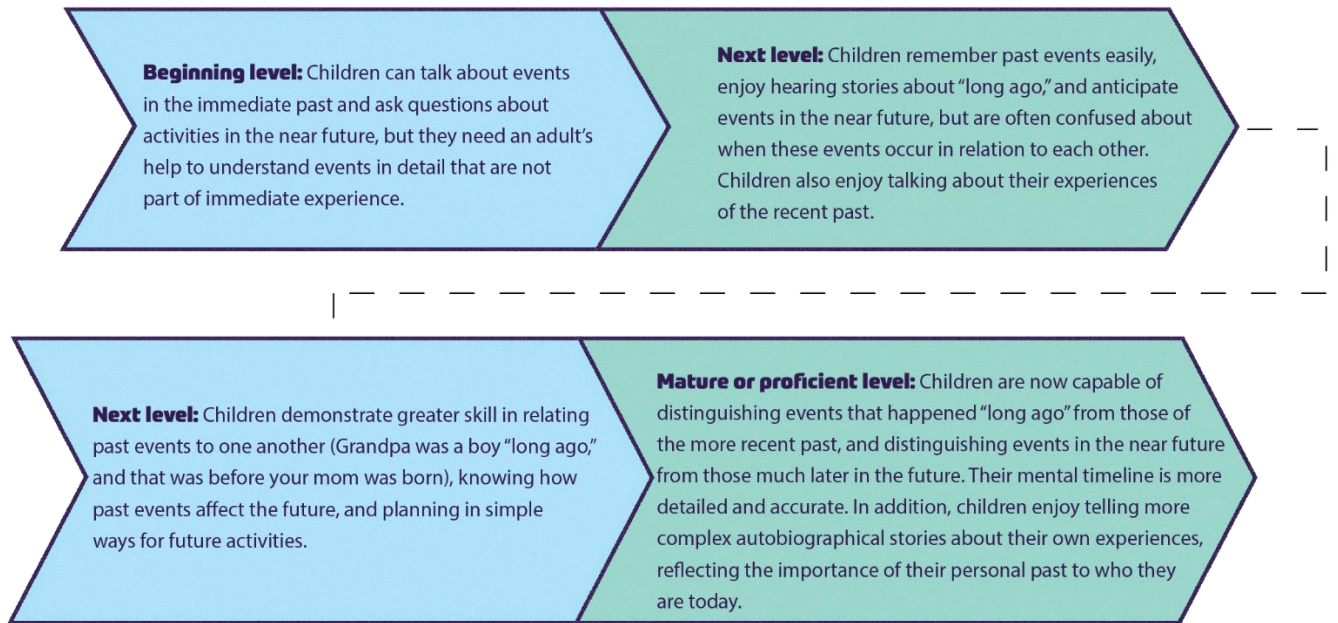 Beginning level: Children can talk about events
in the immediate past and ask questions about
activities in the near future, but they need an adult’s
help to understand events in detail that are not
part of immediate experience.
Next level: Children remember past events easily,
enjoy hearing stories about “long ago,” and anticipate
events in the near future, but are often confused about
when these events occur in relation to each other.
Children also enjoy talking about their experiences
of the recent past.
Next level: Children demonstrate greater skill in relating
past events to one another (Grandpa was a boy “long ago,”
and that was before your mom was born), knowing how
past events affect the future, and planning in simple
ways for future activities.
Mature or proficient level: Children are now capable of
distinguishing events that happened “long ago” from those of
the more recent past, and distinguishing events in the near future
from those much later in the future. Their mental timeline is more
detailed and accurate. In addition, children enjoy telling more
complex autobiographical stories about their own experiences,
reflecting the importance of their personal past to who they
are today.